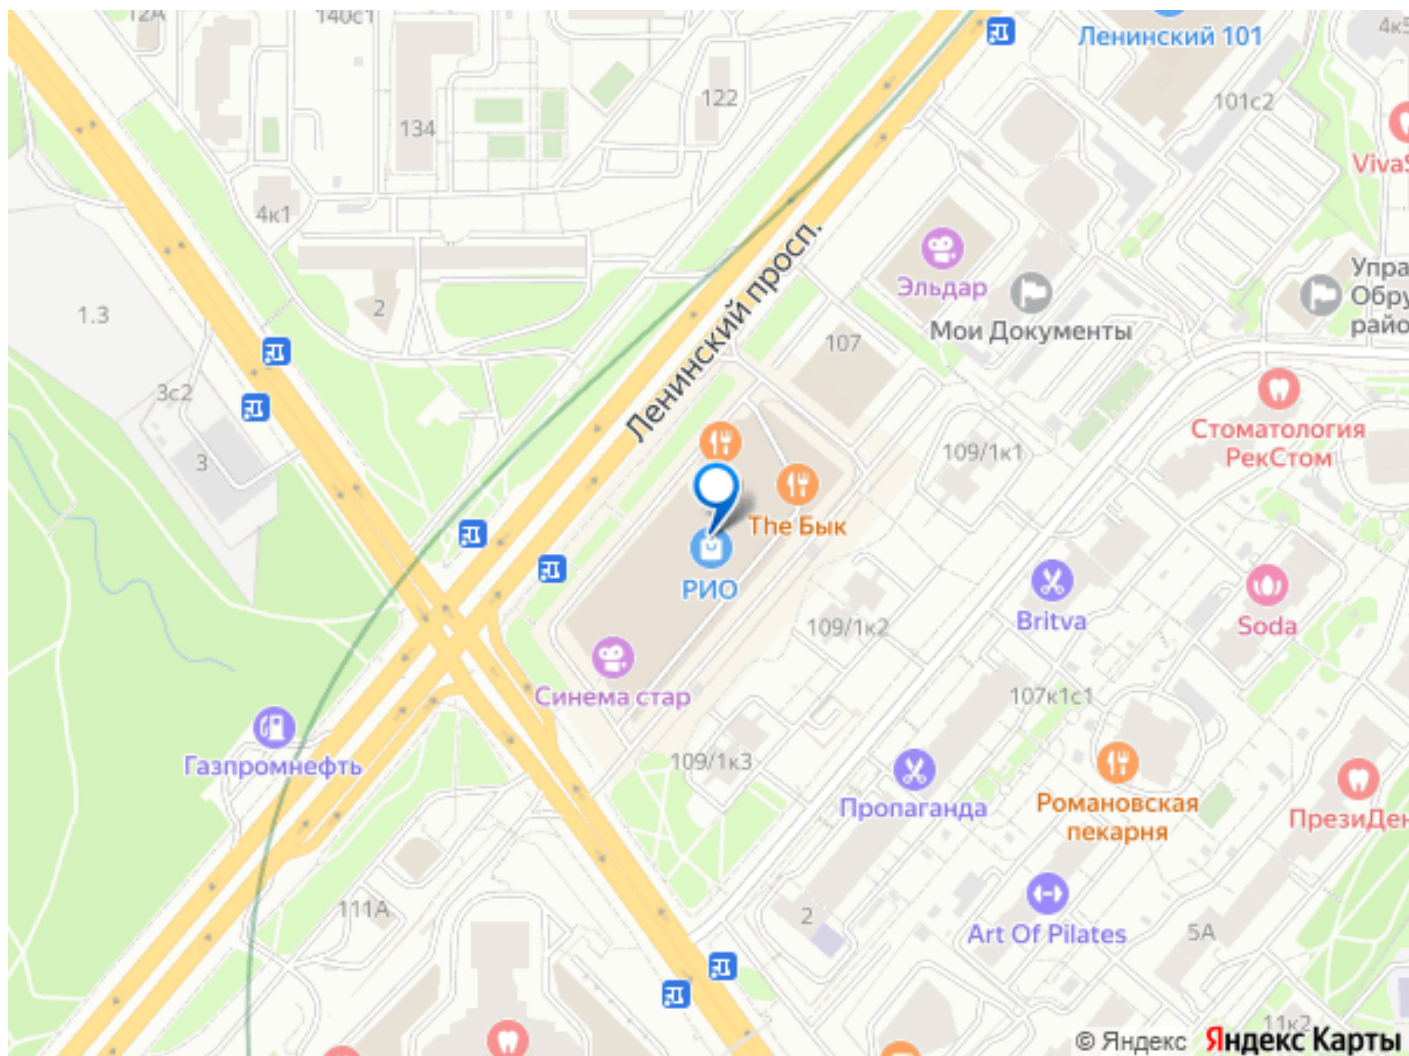 12А
140с1
Ленинский 101
4к5
122
101с2
134
VivaS
4к1
Ленинский просп.
Эльдар
Упра
Обру
райо
1.3
2
Мои Документы
107
3с2
Стоматология
РекСтом
109/1к1
3
The Бык
РИО
109/1к2
Britva
Soda
Синема стар
107к1с1
Газпромнефть
109/1к3
Пропаганда
Романовская
пекарня
ПрезиДен
111А
2
Art Of Pilates
5А
11к2
© Яндекс Яндекс Карты